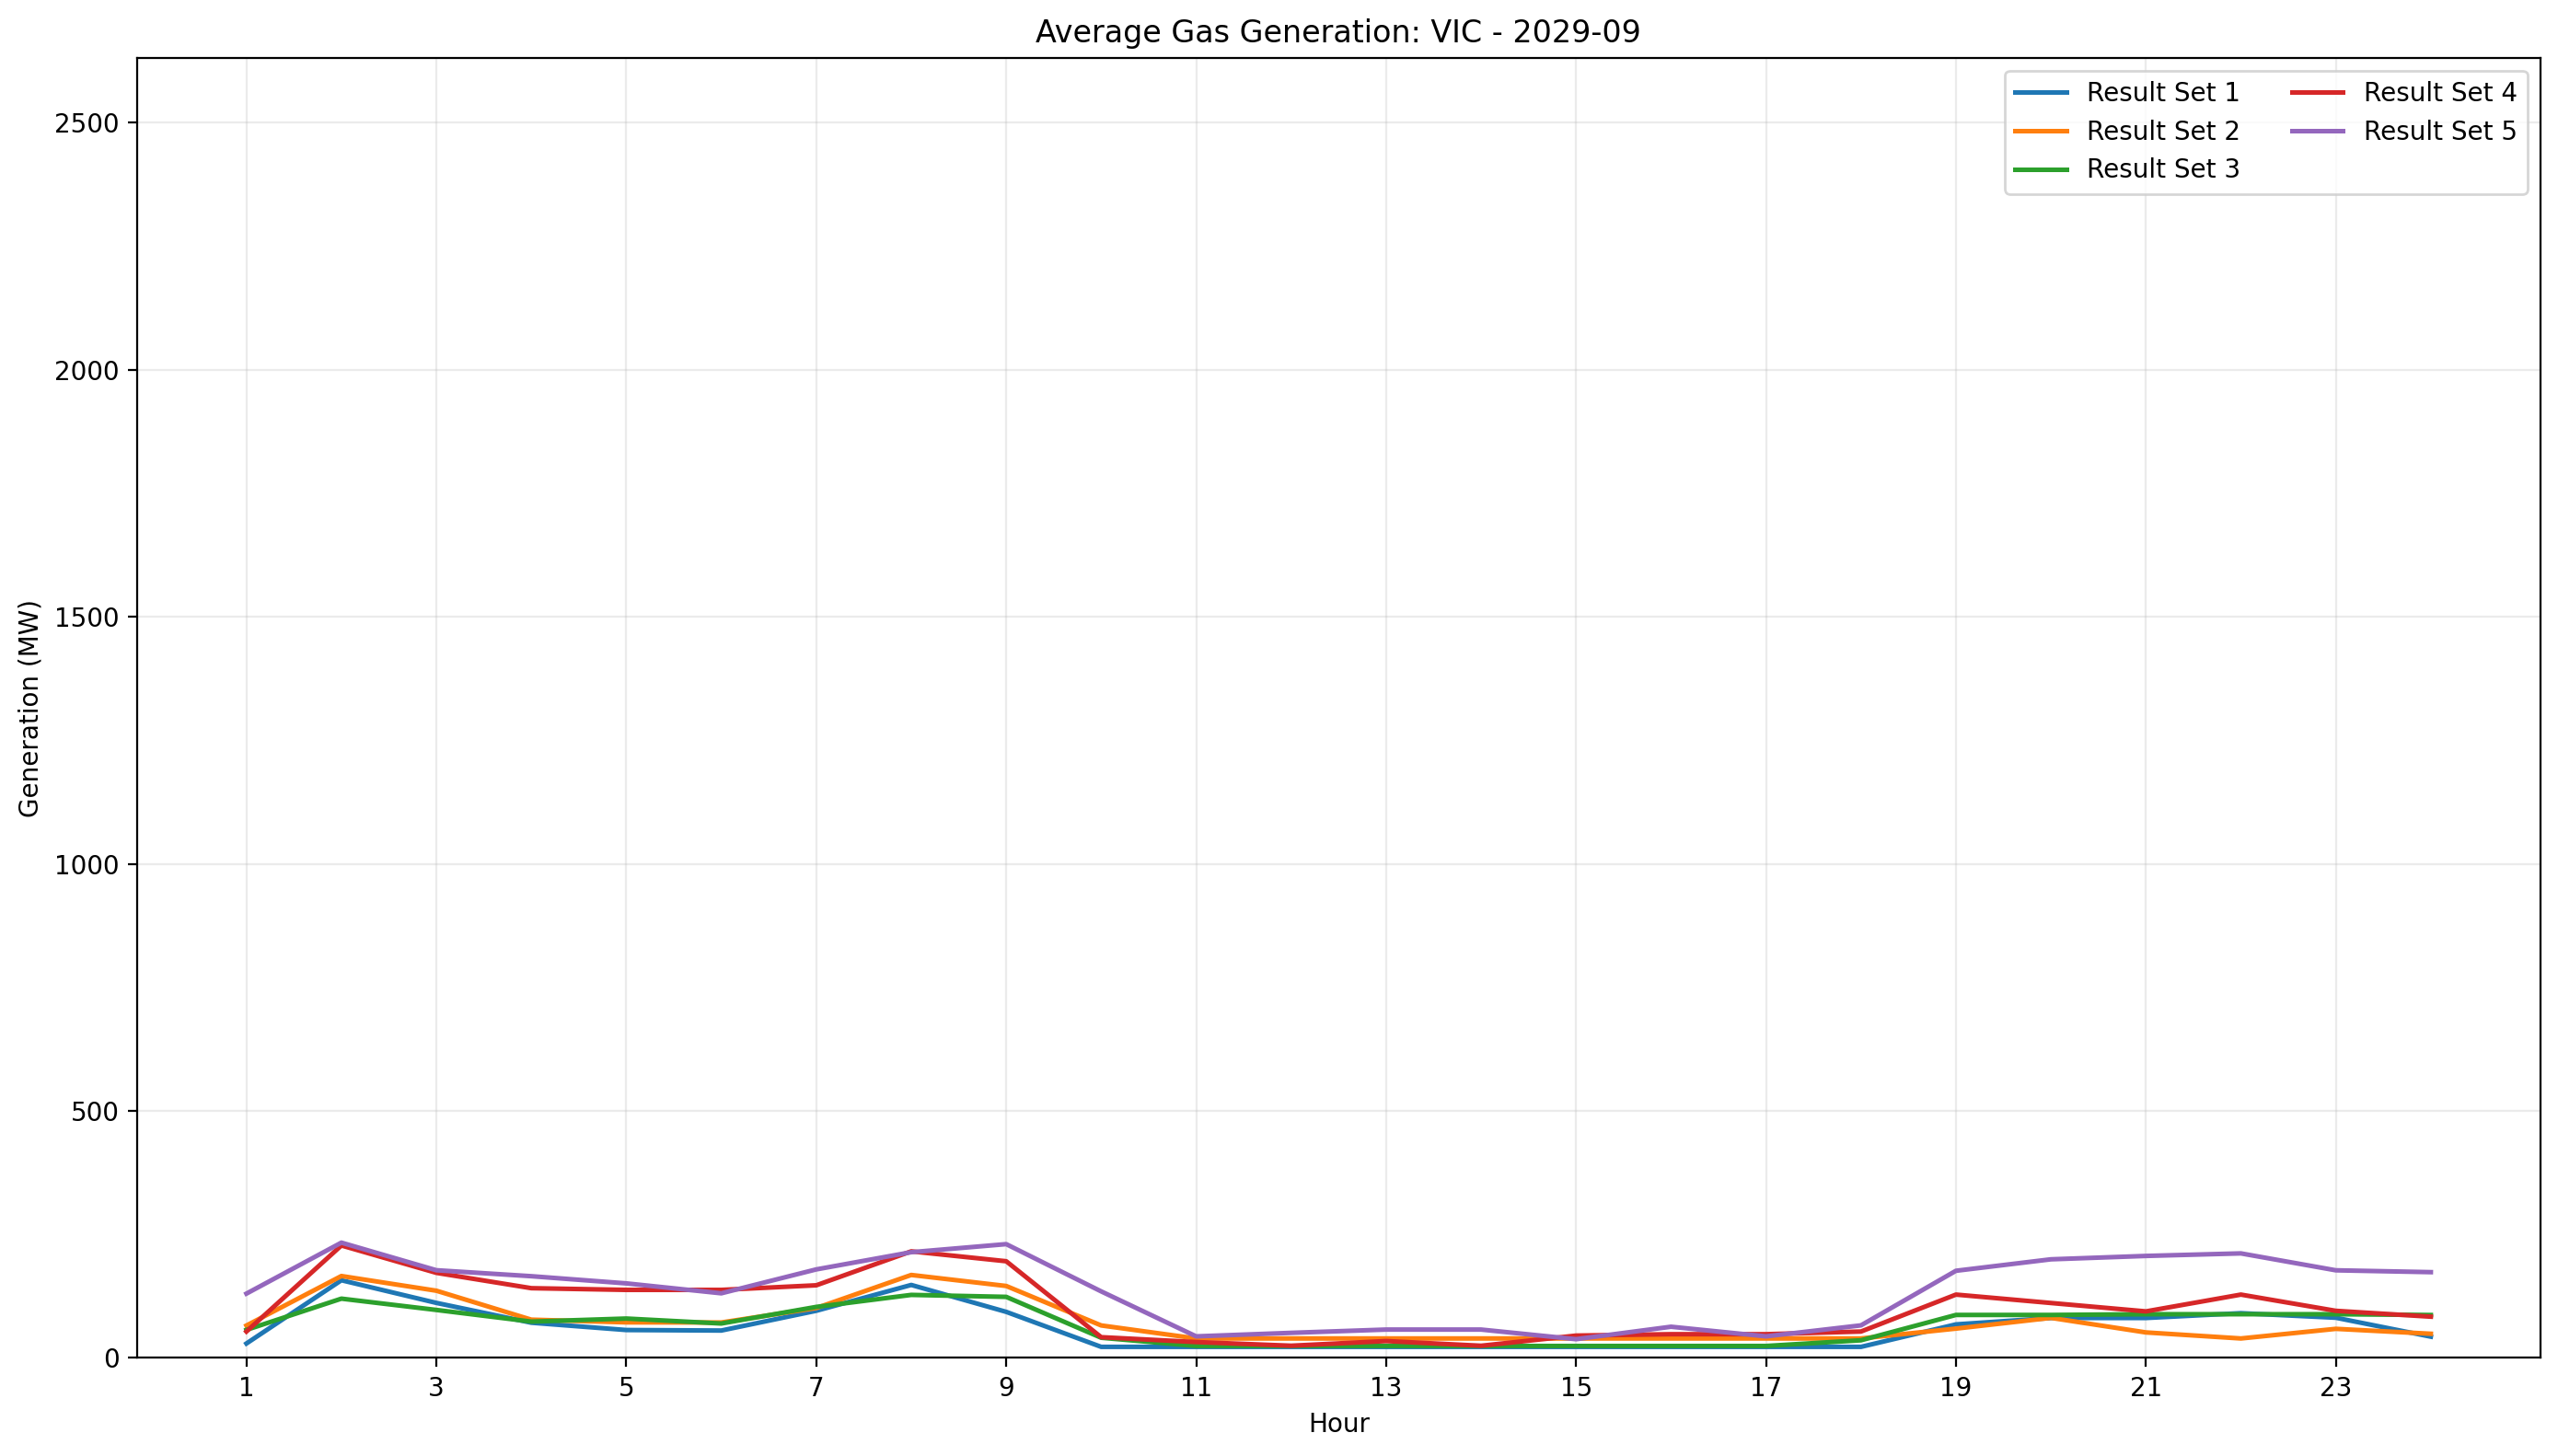 Average Gas Generation: VIC - 2029-09
Generation (MW)
2500
2000
1500
1000
500
0
Result Set 1
Result Set 2
Result Set 3
Result Set 4
Result Set 5
1 3 5 7 9 11 13 15 17 19 21 23
Hour